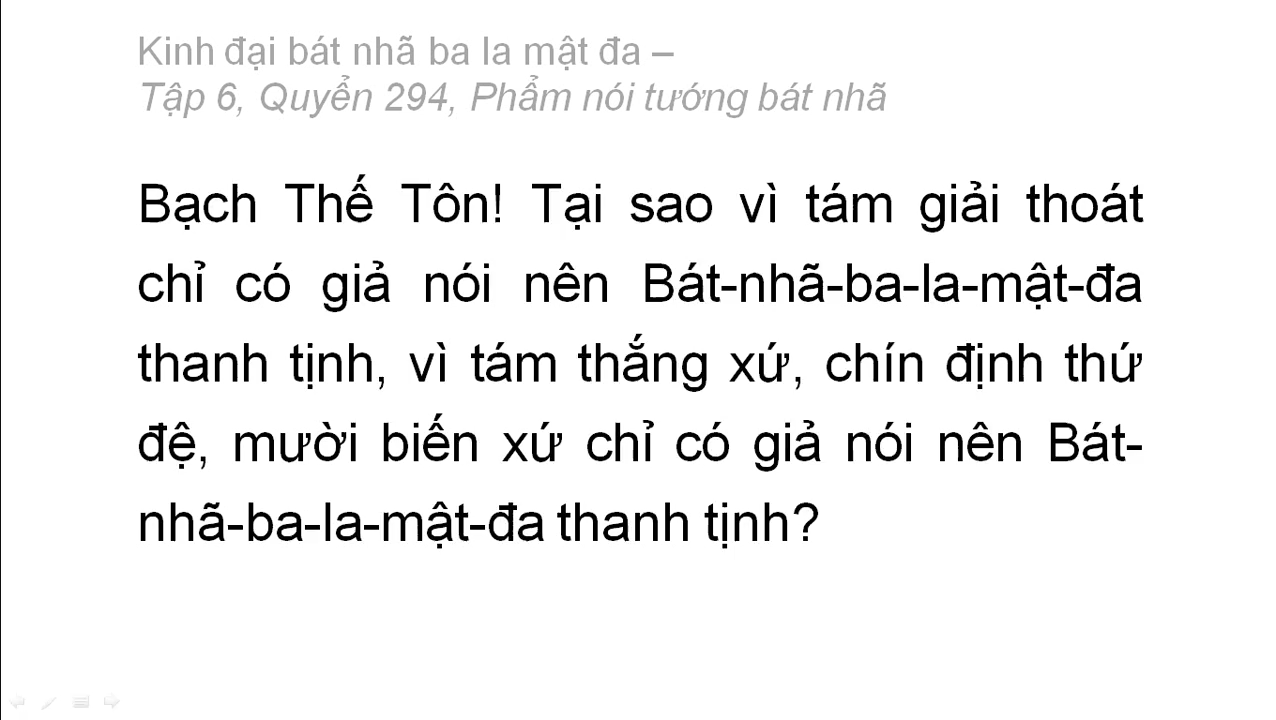 Kinh đại bát nhã ba la mật đa –
Tập 6, Quyển 294, Phẩm nói tướng bát nhã
Bạch Thế Tôn! Tại sao vì tám giải thoát
chỉ có giả nói nên Bát-nhã-ba-la-mật-đa
thanh tịnh, vì tám thắng xứ, chín định thứ
đệ, mười biến xứ chỉ có giả nói nên Bát-
nhã-ba-la-mật-đa thanh tịnh?